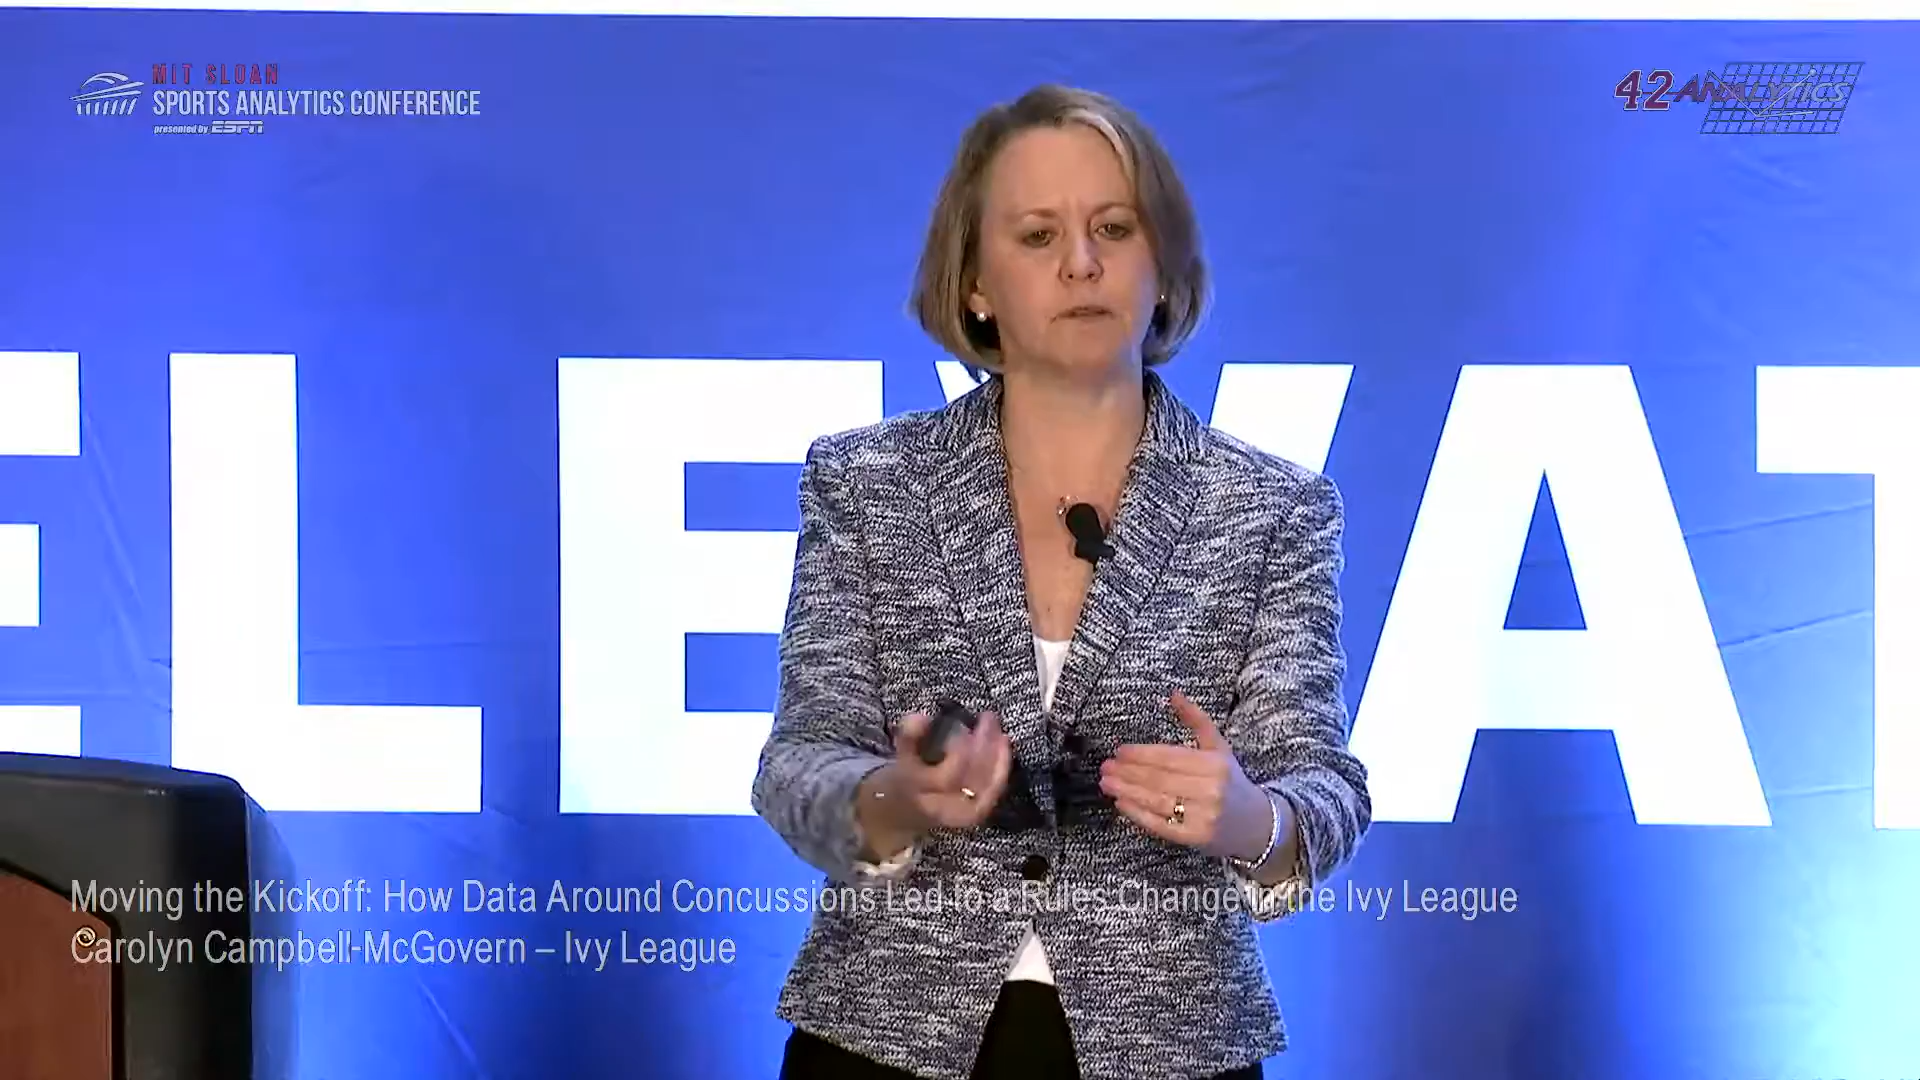 MIT SLOAN
SPORTS ANALYTICS CONFERENCE
presented by ESPN
42 ANALYTICS
ELEVAT
Moving the Kickoff: How Data Around Concussions Led to a Rules Change in the Ivy League
Carolyn Campbell-McGovern – Ivy League